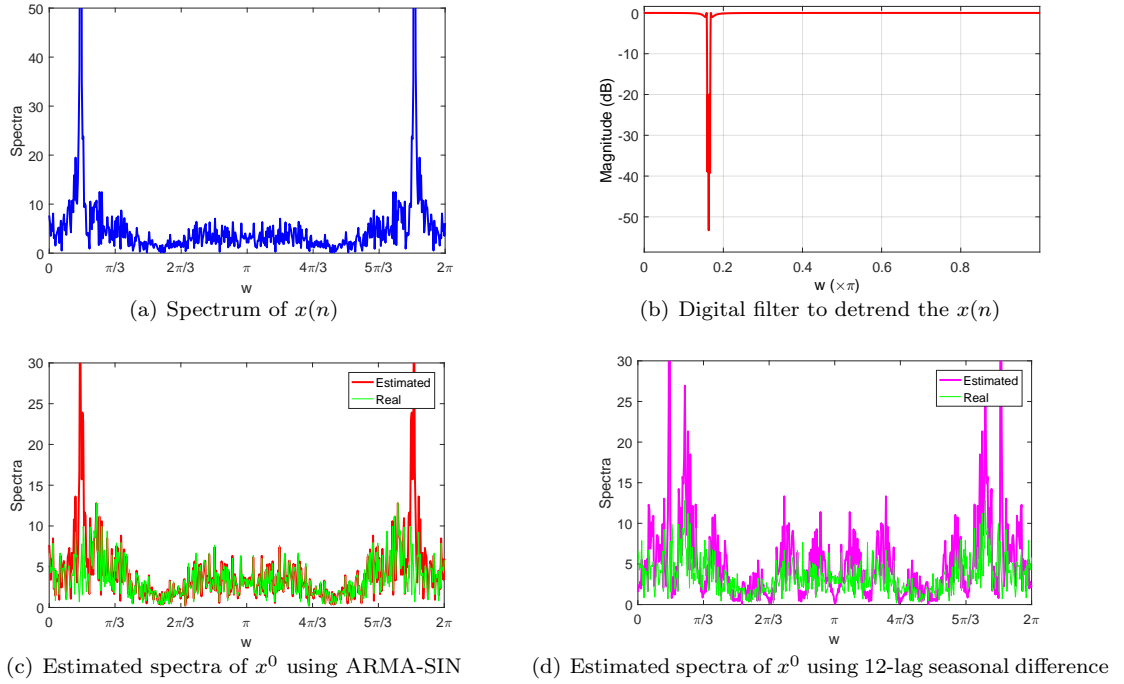 50
40
30
20
10
0
Spectra
0 π/3 2π/3 π 4π/3 5π/3 2π
w
(a) Spectrum of x(n)
0
-10
-20
-30
-40
-50
Magnitude (dB)
0 0.2 0.4 0.6 0.8
w (×π)
(b) Digital filter to detrend the x(n)
30
25
20
15
10
5
0
Spectra
Estimated
Real
0 π/3 2π/3 π 4π/3 5π/3 2π
w
(c) Estimated spectra of x⁰ using ARMA-SIN
30
25
20
15
10
5
0
Spectra
Estimated
Real
0 π/3 2π/3 π 4π/3 5π/3 2π
w
(d) Estimated spectra of x⁰ using 12-lag seasonal difference